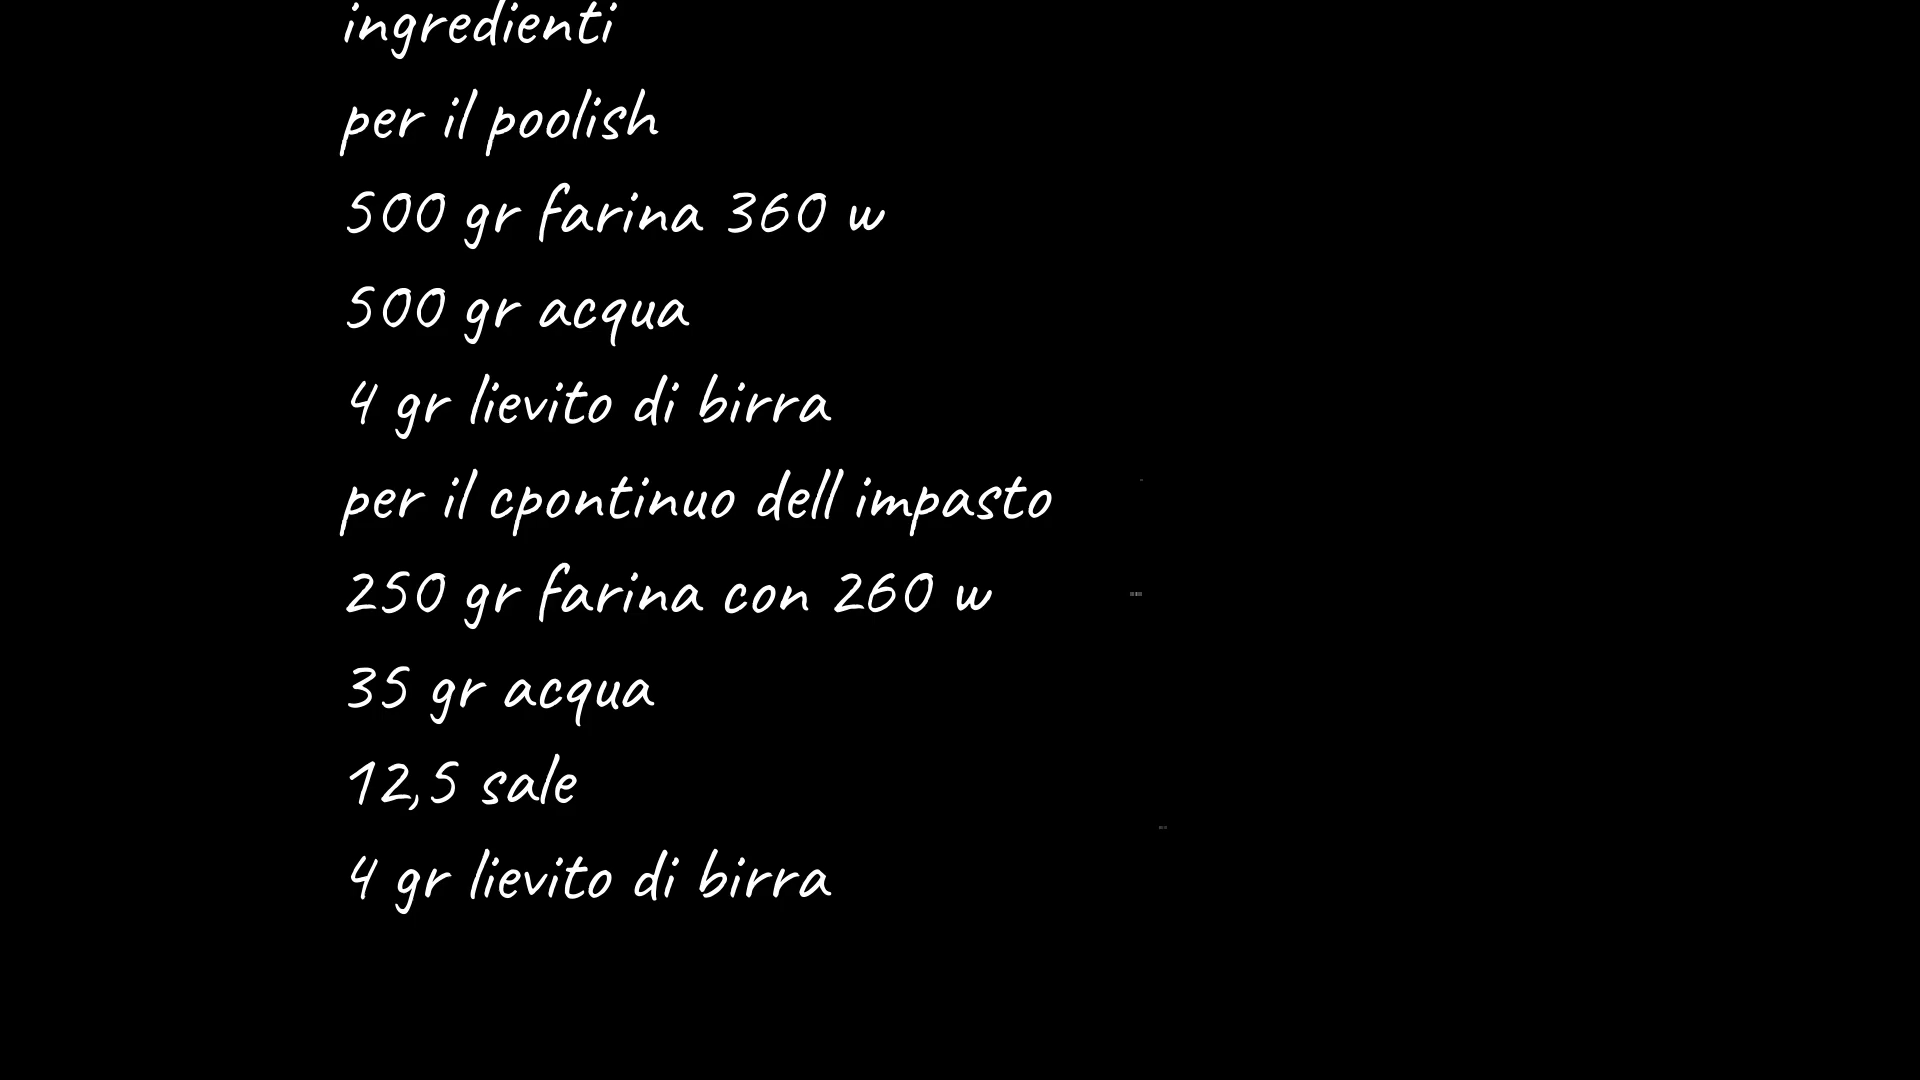 ingredienti
per il poolish
500 gr farina 360 w
500 gr acqua
4 gr lievito di birra
per il cpontinuo dell impasto
250 gr farina con 260 w
35 gr acqua
12,5 sale
4 gr lievito di birra